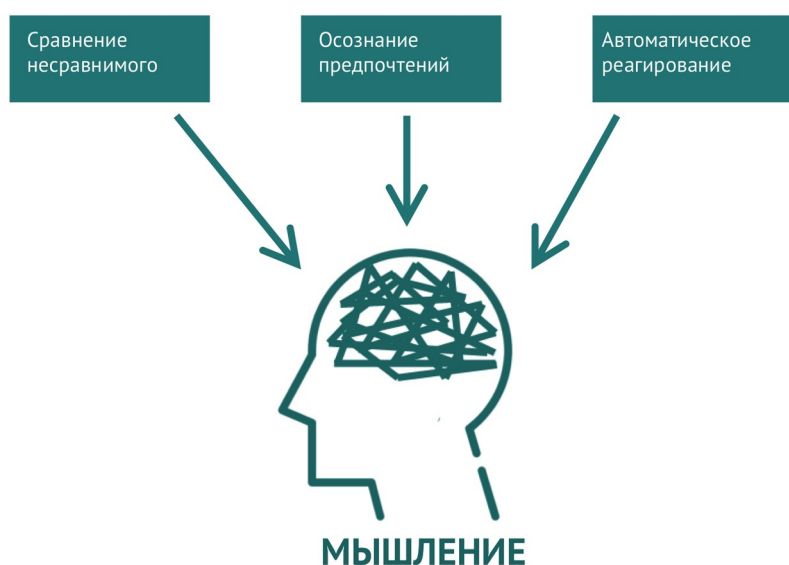 Сравнение
несравнимого
Осознание
предпочтений
Автоматическое
реагирование
МЫШЛЕНИЕ